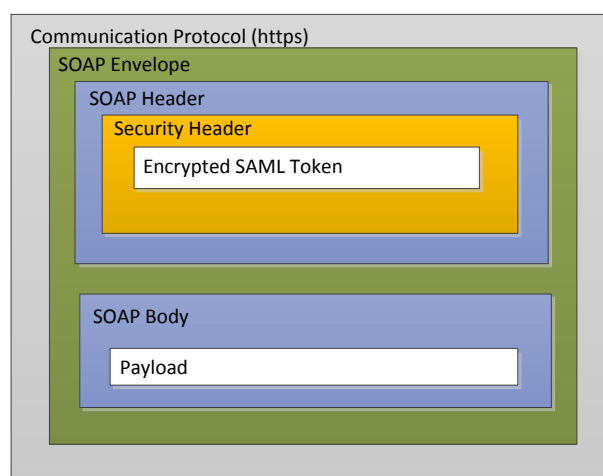 Communication Protocol (https)
SOAP Envelope
SOAP Header
Security Header
Encrypted SAML Token
SOAP Body
Payload